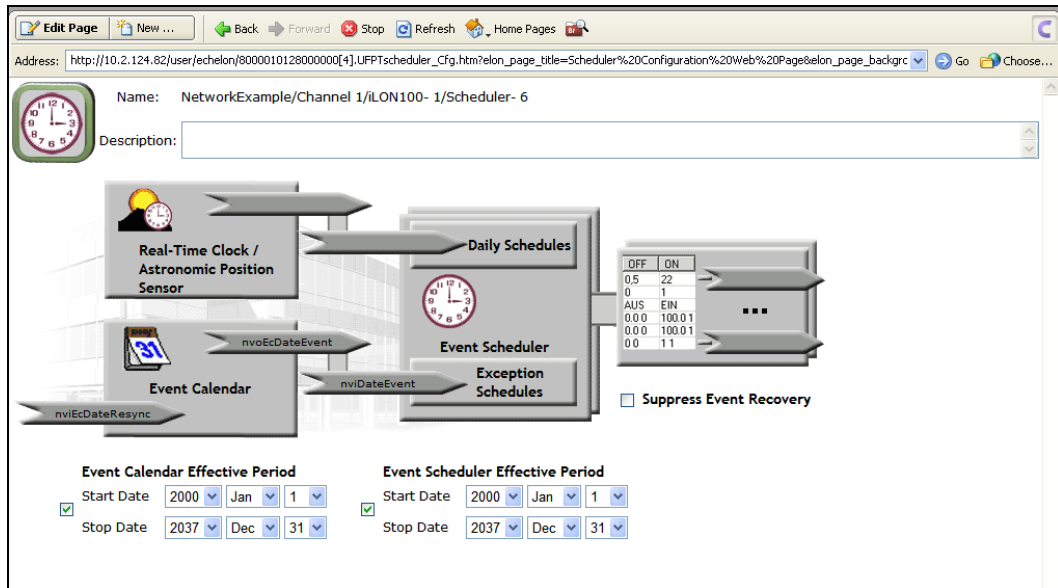 Edit Page New ... Back Forward Stop Refresh Home Pages
Address: http://10.2.124.82/user/echelon/8000010128000000[4].UFPTscheduler_Cfg.htm?elon_page_title=Scheduler%20Configuration%20Web%20Page&elon_page_backgrc Go Choose...
Name: NetworkExample/Channel 1/iLON100- 1/Scheduler- 6
Description:
Real-Time Clock /
Astronomic Position
Sensor
Daily Schedules
Event Scheduler
Exception
Schedules
31
Event Calendar
nvoEcDateEvent
nviDateEvent
nviEcDateResync
OFF ON
0,5 22
0 1
AUS EIN
0.0 0 100.0 1
0.0 0 100.0 1
0 0 1 1
...
Suppress Event Recovery
Event Calendar Effective Period
Start Date 2000 Jan 1
Stop Date 2037 Dec 31
Event Scheduler Effective Period
Start Date 2000 Jan 1
Stop Date 2037 Dec 31